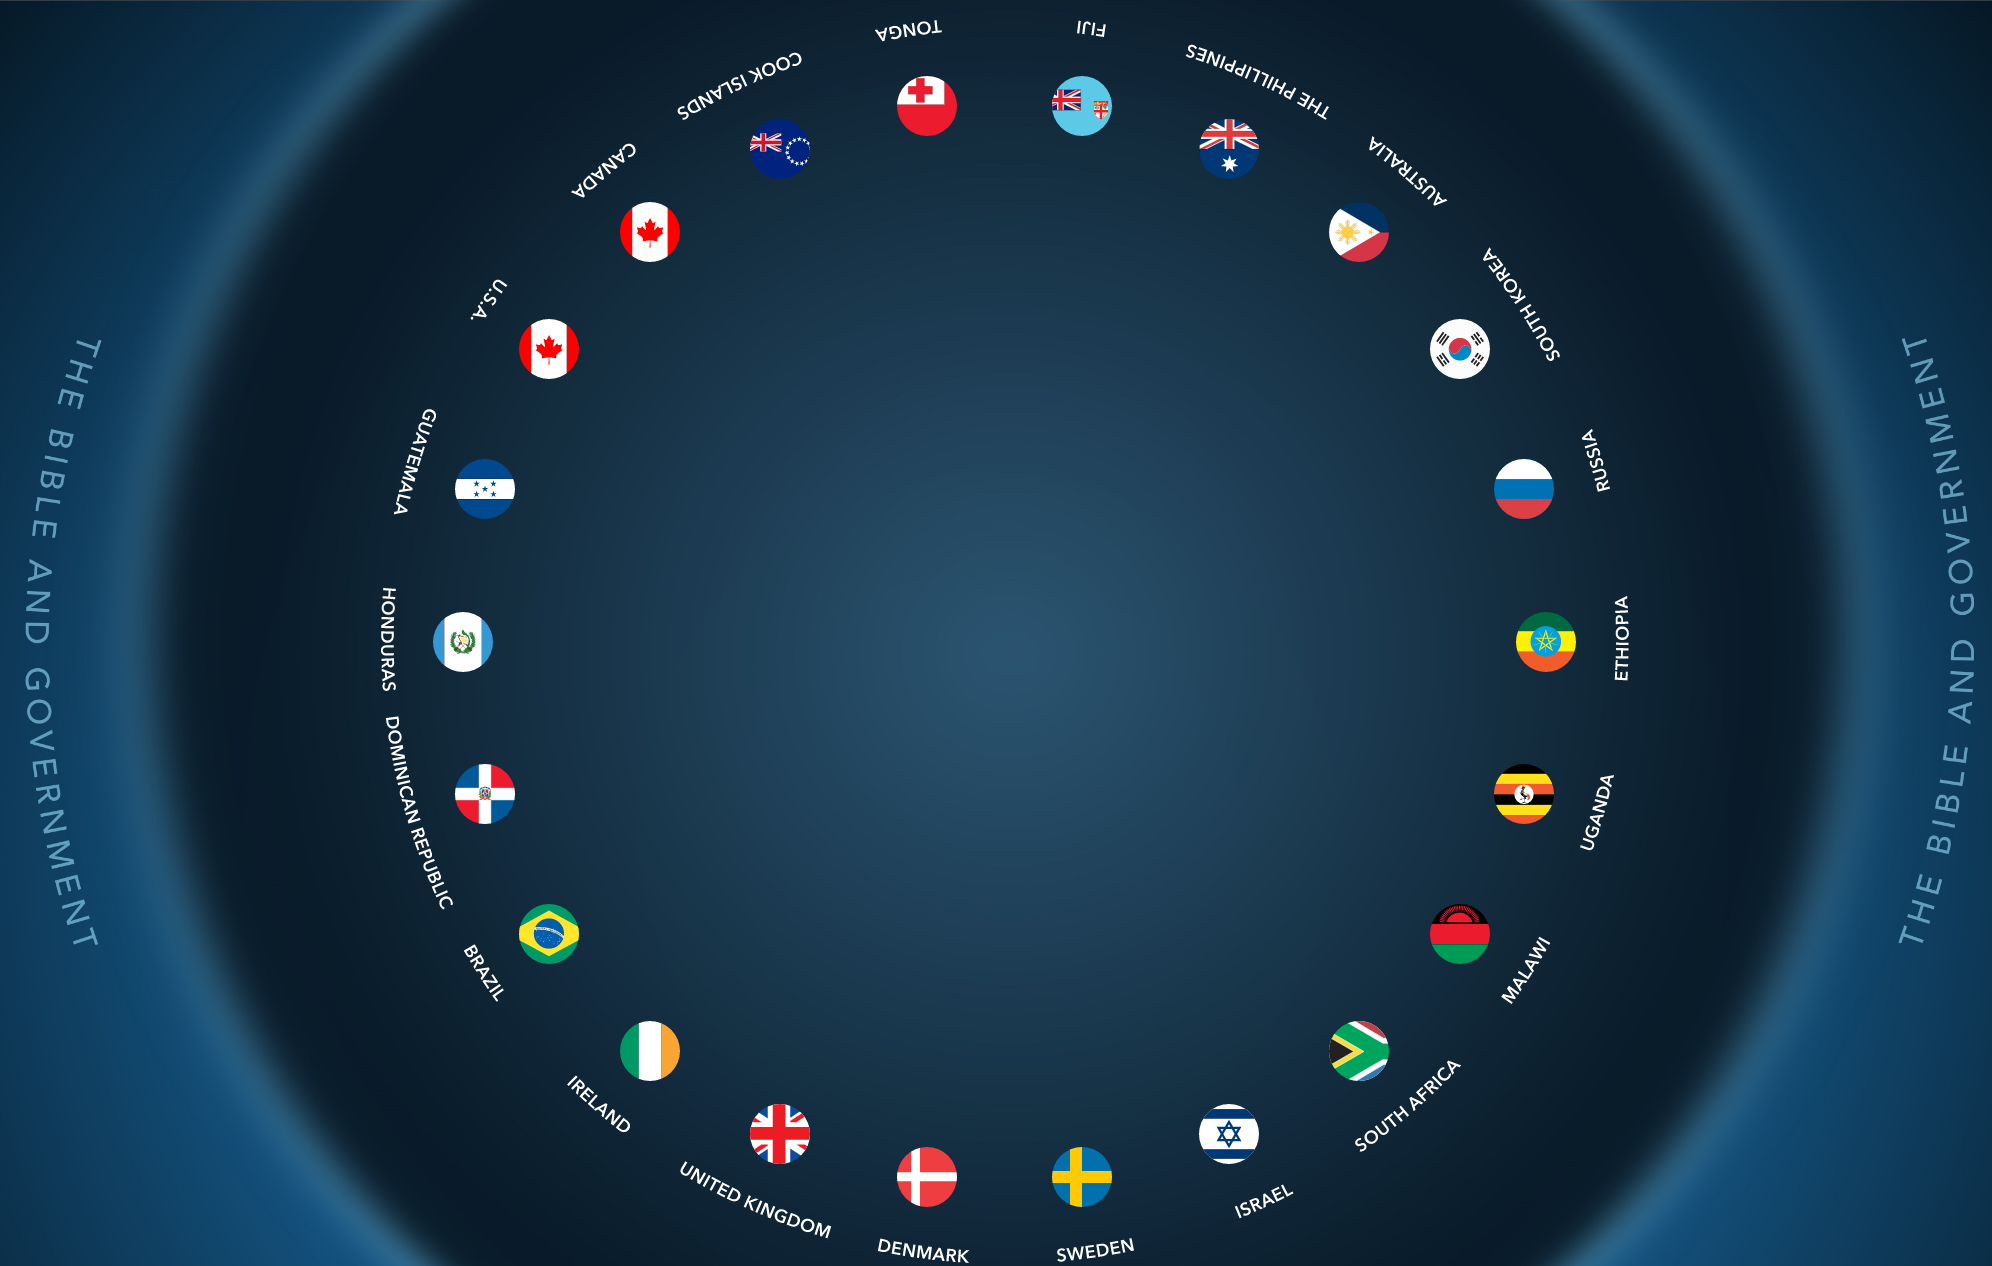 TONGA
FIJI
THE PHILLIPPINES
AUSTRALIA
SOUTH KOREA
RUSSIA
ETHIOPIA
UGANDA
MALAWI
SOUTH AFRICA
ISRAEL
SWEDEN
DENMARK
UNITED KINGDOM
IRELAND
BRAZIL
DOMINICAN REPUBLIC
HONDURAS
GUATEMALA
U.S.A.
CANADA
COOK ISLANDS
THE BIBLE AND GOVERNMENT
THE BIBLE AND GOVERNMENT